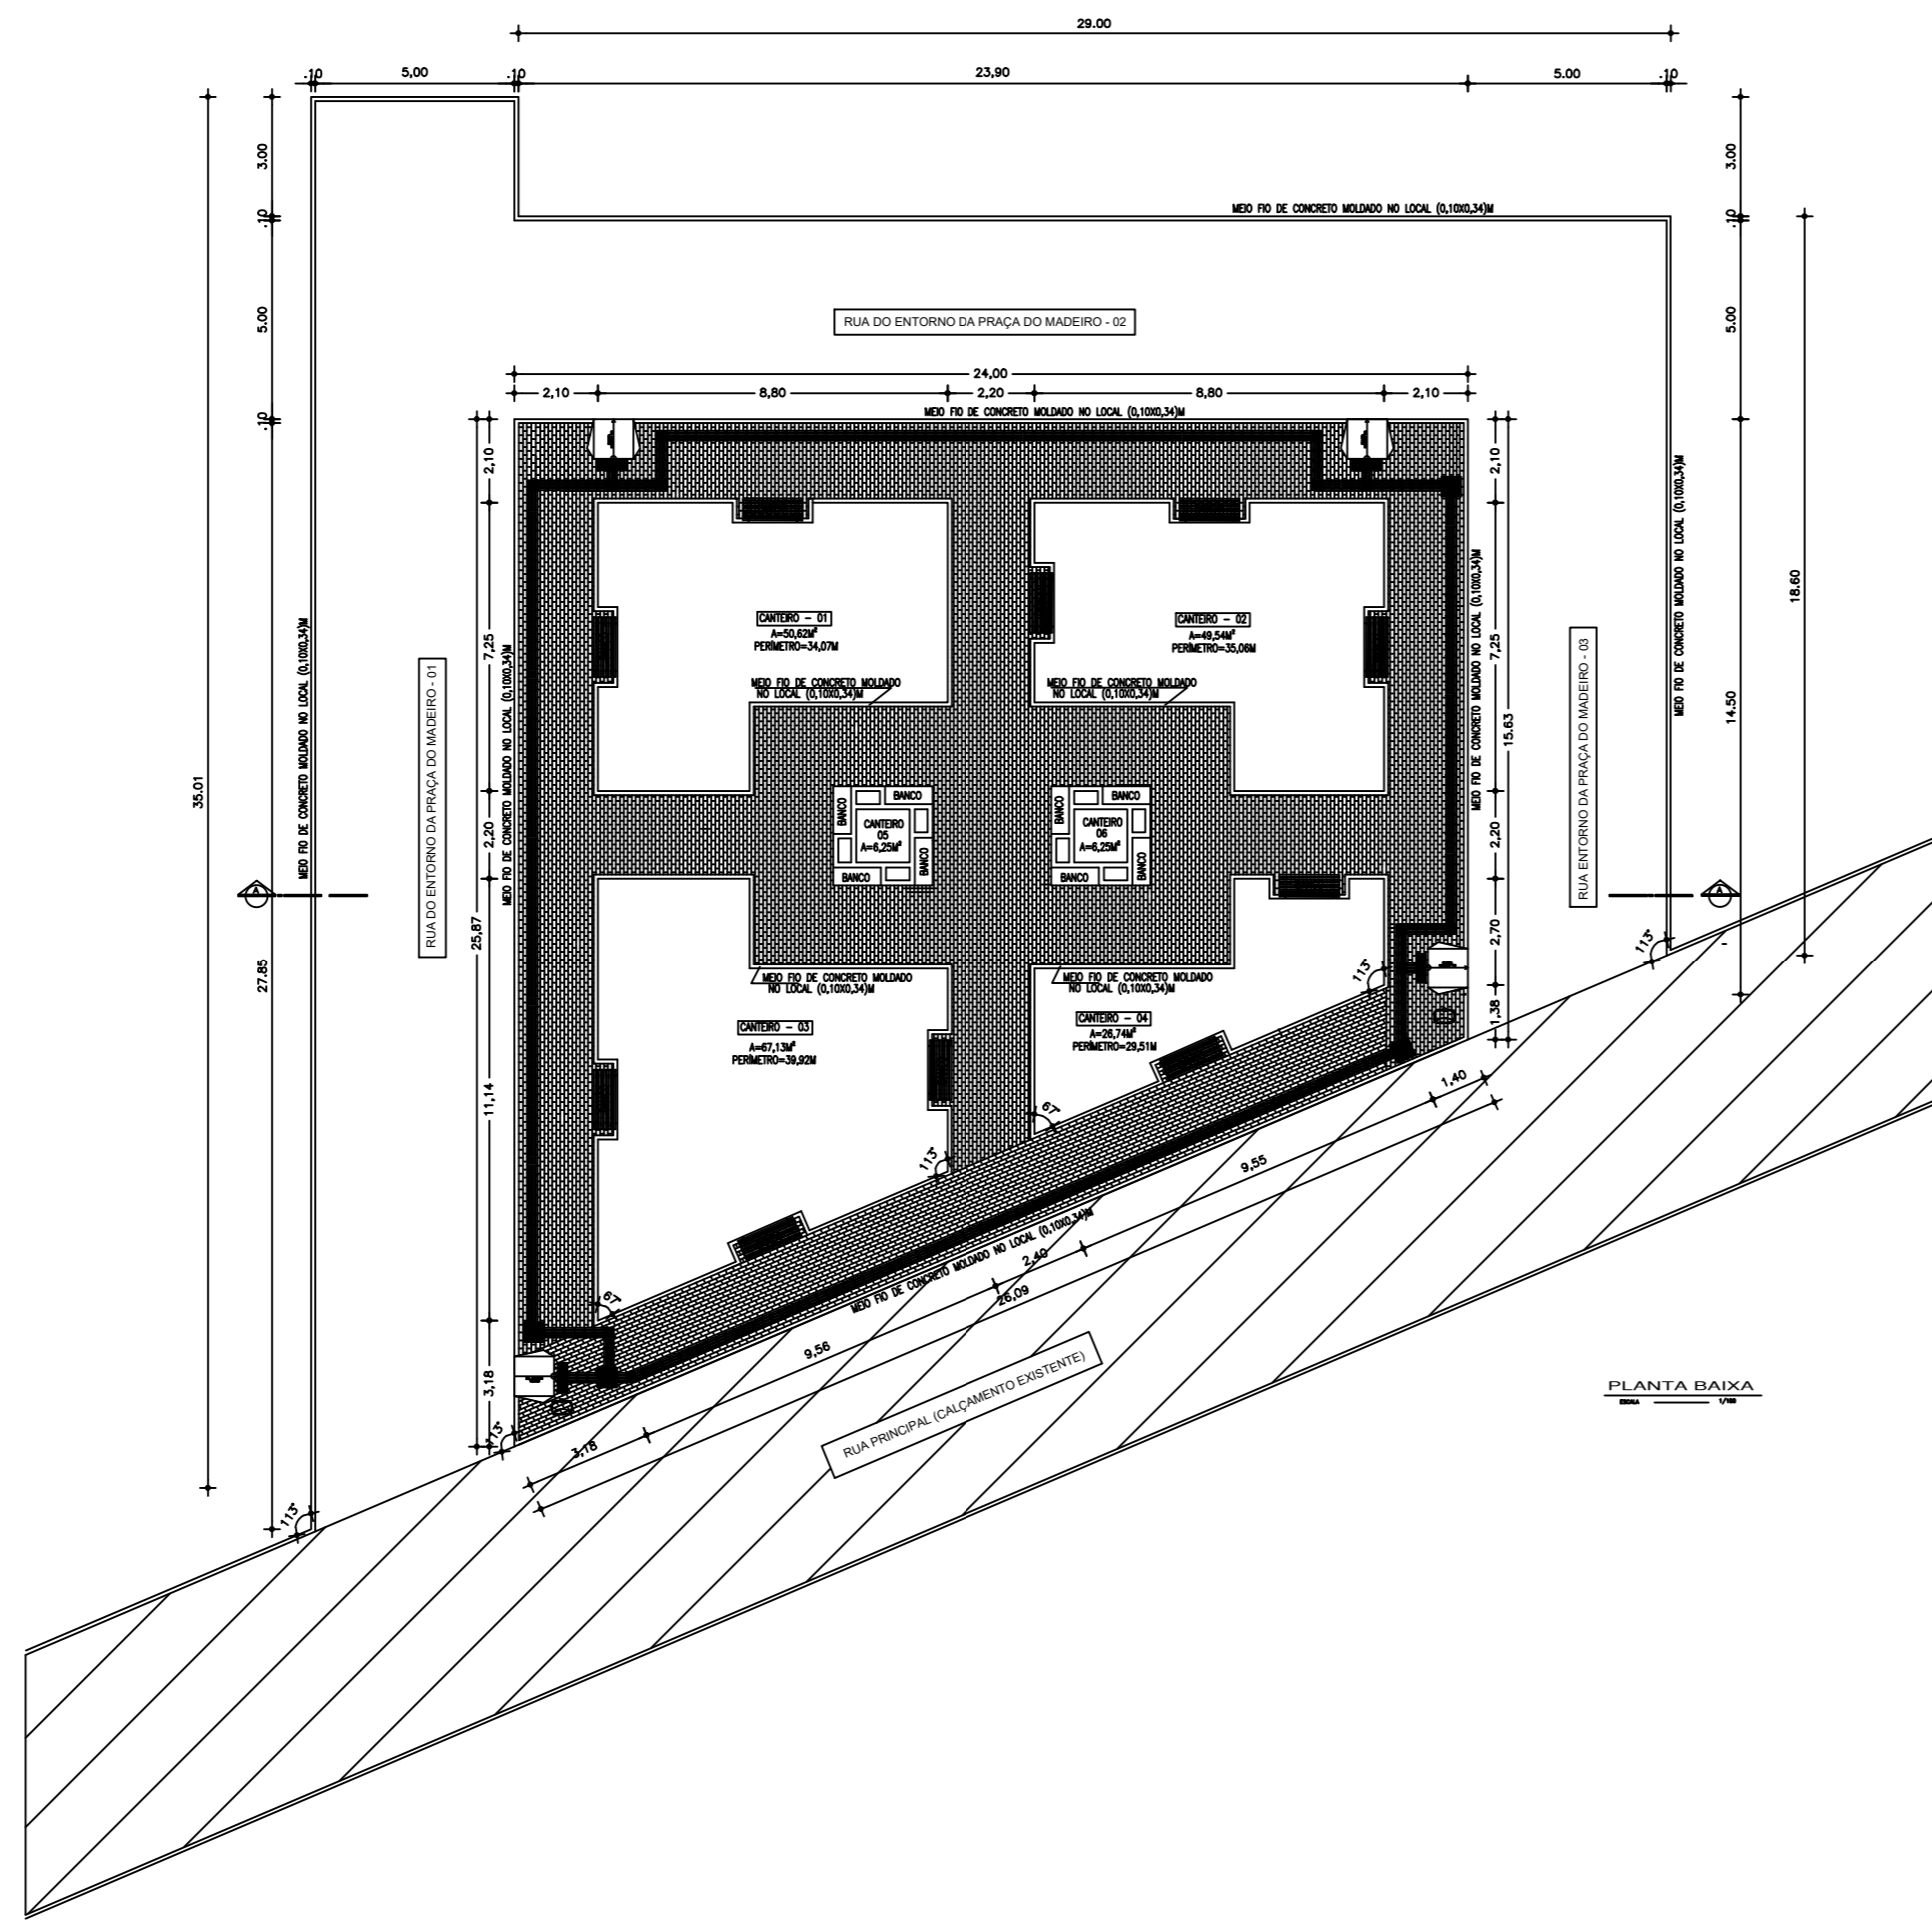 29.00
.10
5,00
.10
23,90
5.00
.10
3.00
3.00
.10
.10
MEIO FIO DE CONCRETO MOLDADO NO LOCAL (0,10X0,34)M
5.00
5.00
RUA DO ENTORNO DA PRAÇA DO MADEIRO - 02
24,00
2,10
8,80
2,20
8,80
2,10
MEIO FIO DE CONCRETO MOLDADO NO LOCAL (0,10X0,34)M
.10
2,10
2,10
7,25
7,25
18.60
14.50
15.63
CANTEIRO - 01
A=50,62M²
PERÍMETRO=34,07M
CANTEIRO - 02
A=49,54M²
PERÍMETRO=35,06M
MEIO FIO DE CONCRETO MOLDADO
NO LOCAL (0,10X0,34)M
MEIO FIO DE CONCRETO MOLDADO
NO LOCAL (0,10X0,34)M
MEIO FIO DE CONCRETO MOLDADO NO LOCAL (0,10X0,34)M
RUA DO ENTORNO DA PRAÇA DO MADEIRO - 01
MEIO FIO DE CONCRETO MOLDADO NO LOCAL (0,10X0,34)M
MEIO FIO DE CONCRETO MOLDADO NO LOCAL (0,10X0,34)M
RUA ENTORNO DA PRAÇA DO MADEIRO - 03
MEIO FIO DE CONCRETO MOLDADO NO LOCAL (0,10X0,34)M
35.01
27.85
25,87
2,20
2,20
BANCO
BANCO
CANTEIRO
05
A=6,25M²
BANCO
BANCO
BANCO
BANCO
CANTEIRO
06
A=6,25M²
BANCO
BANCO
A
A
2,70
1,38
113°
113°
MEIO FIO DE CONCRETO MOLDADO
NO LOCAL (0,10X0,34)M
MEIO FIO DE CONCRETO MOLDADO
NO LOCAL (0,10X0,34)M
CANTEIRO - 03
A=67,13M²
PERÍMETRO=39,92M
CANTEIRO - 04
A=26,74M²
PERÍMETRO=29,51M
11,14
67°
113°
67°
1,40
9,55
MEIO FIO DE CONCRETO MOLDADO NO LOCAL (0,10X0,34)M
2,40
26,09
9,56
3,18
3,18
113°
113°
RUA PRINCIPAL (CALÇAMENTO EXISTENTE)
PLANTA BAIXA
ESCALA